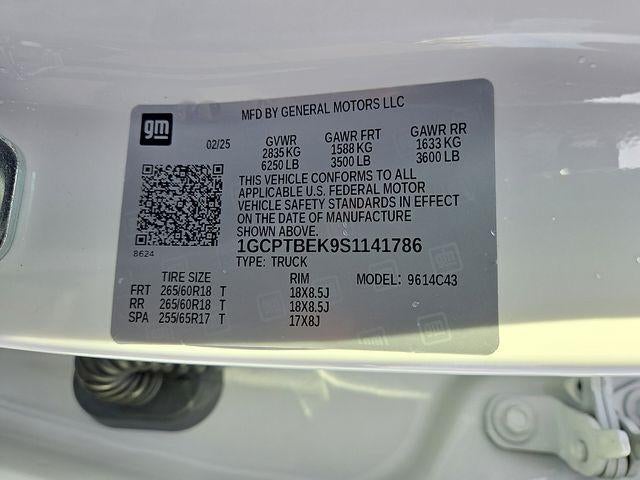 MFD BY GENERAL MOTORS LLC
gm
02/25
GVWR GAWR FRT GAWR RR
2835 KG 1588 KG 1633 KG
6250 LB 3500 LB 3600 LB
THIS VEHICLE CONFORMS TO ALL
APPLICABLE U.S. FEDERAL MOTOR
VEHICLE SAFETY STANDARDS IN EFFECT
ON THE DATE OF MANUFACTURE
SHOWN ABOVE.
1GCPTBEK9S1141786
8624
TYPE: TRUCK
TIRE SIZE RIM MODEL: 9614C43
FRT 265/60R18 T 18X8.5J
RR 265/60R18 T 18X8.5J
SPA 255/65R17 T 17X8J